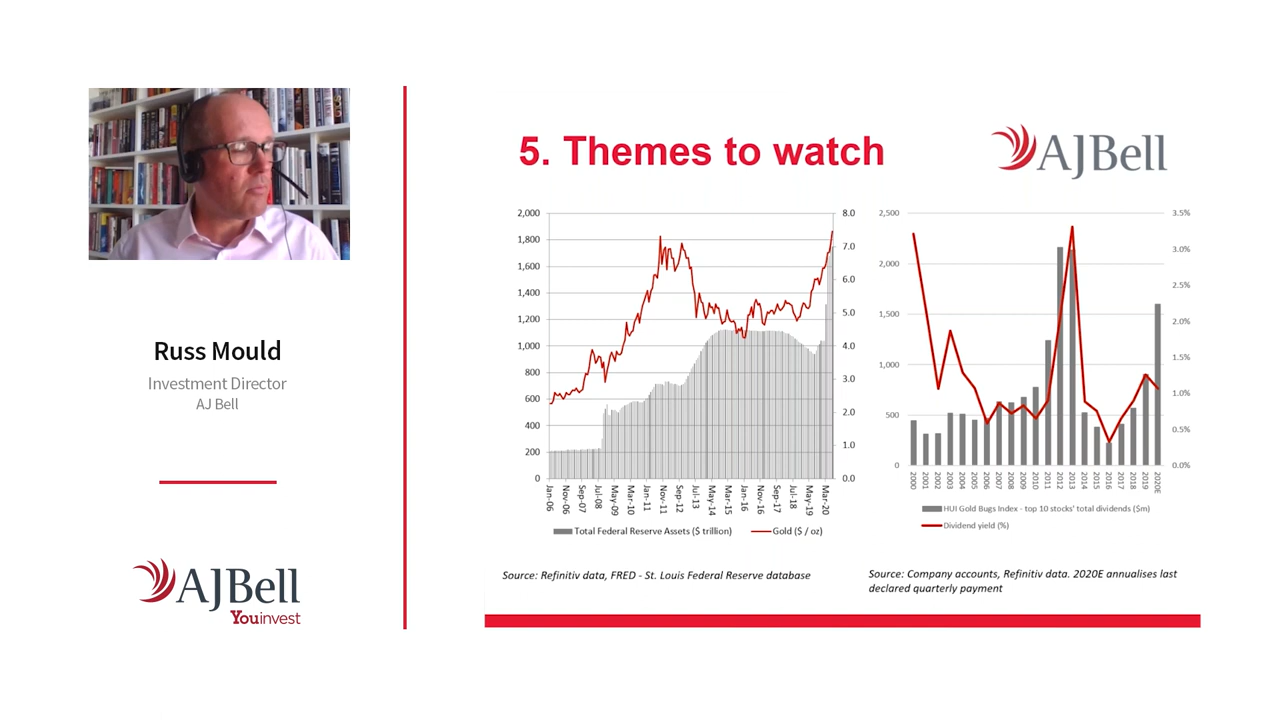 Russ Mould
Investment Director
AJ Bell
AJBell
Youinvest
5. Themes to watch
AJBell
2,000
1,800
1,600
1,400
1,200
1,000
800
600
400
200
0
8.0
7.0
6.0
5.0
4.0
3.0
2.0
1.0
0.0
Jan-06
Nov-06
Sep-07
Jul-08
May-09
Mar-10
Jan-11
Nov-11
Sep-12
Jul-13
May-14
Mar-15
Jan-16
Nov-16
Sep-17
Jul-18
May-19
Mar-20
Total Federal Reserve Assets ($ trillion)
Gold ($ / oz)
Source: Refinitiv data, FRED - St. Louis Federal Reserve database
2,500
2,000
1,500
1,000
500
0
3.5%
3.0%
2.5%
2.0%
1.5%
1.0%
0.5%
0.0%
2000
2001
2002
2003
2004
2005
2006
2007
2008
2009
2010
2011
2012
2013
2014
2015
2016
2017
2018
2019
2020E
HUI Gold Bugs Index - top 10 stocks' total dividends ($m)
Dividend yield (%)
Source: Company accounts, Refinitiv data. 2020E annualises last
declared quarterly payment